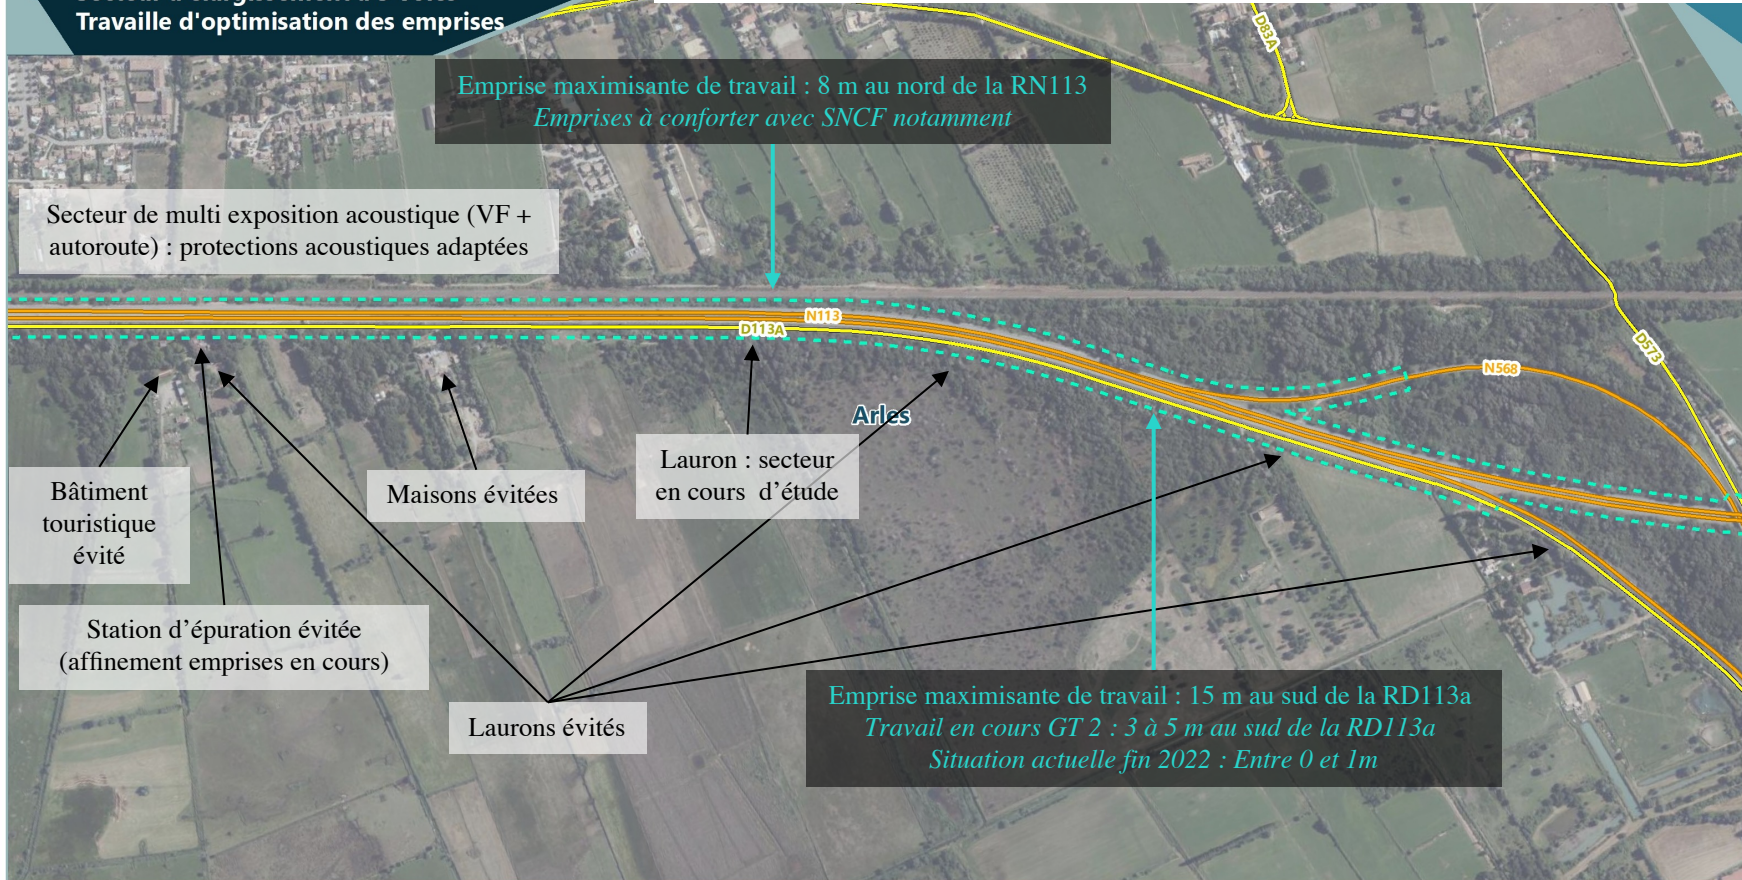 Travaille d'optimisation des emprises
D83A
Emprise maximisante de travail : 8 m au nord de la RN113
Emprises à conforter avec SNCF notamment
Secteur de multi exposition acoustique (VF +
autoroute) : protections acoustiques adaptées
N113
D113A
D573
N568
Arles
Lauron : secteur
en cours d'étude
Maisons évitées
Bâtiment
touristique
évité
Station d’épuration évitée
(affinement emprises en cours)
Laurons évités
Emprise maximisante de travail : 15 m au sud de la RD113a
Travail en cours GT 2 : 3 à 5 m au sud de la RD113a
Situation actuelle fin 2022 : Entre 0 et 1m